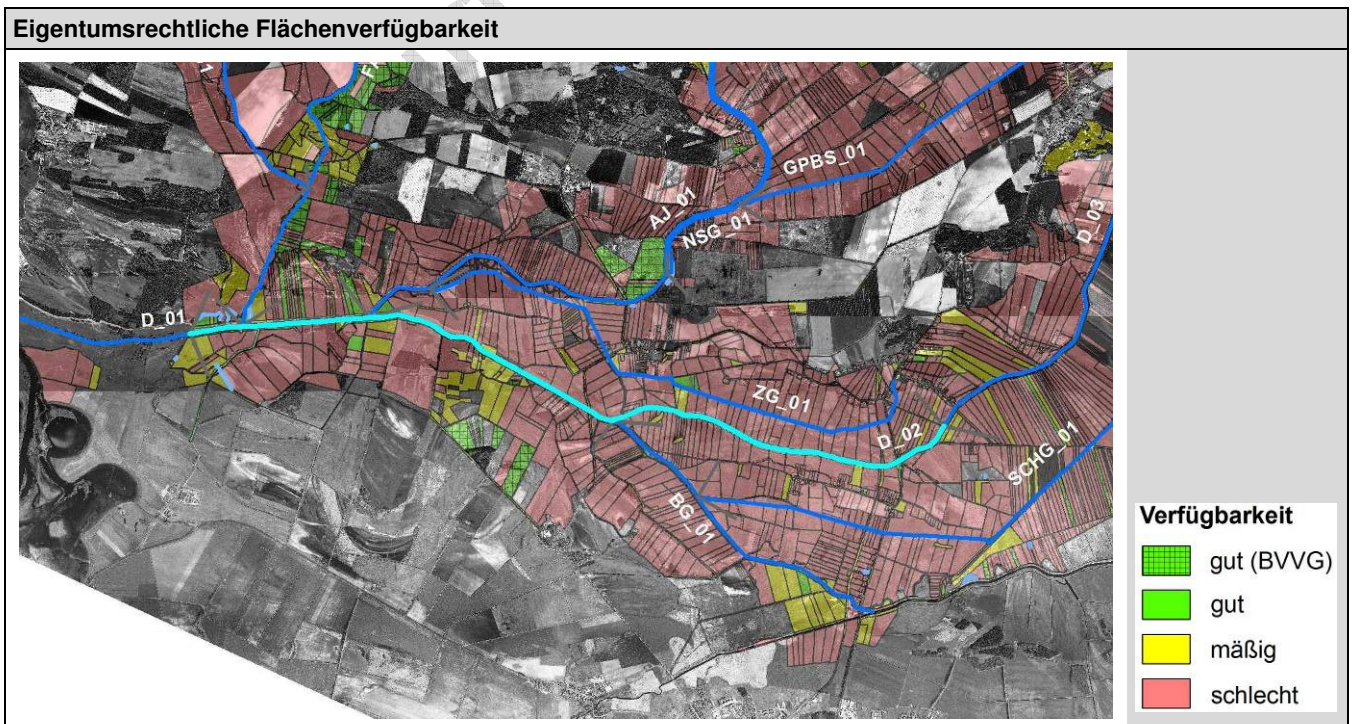 Eigentumsrechtliche Flächenverfügbarkeit
GPBS_01
AJ_01
NSG_01
D_03
D_01
ZG_01
D_02
SCHG_01
BG_01
Verfügbarkeit
gut (BVVG)
gut
mäßig
schlecht